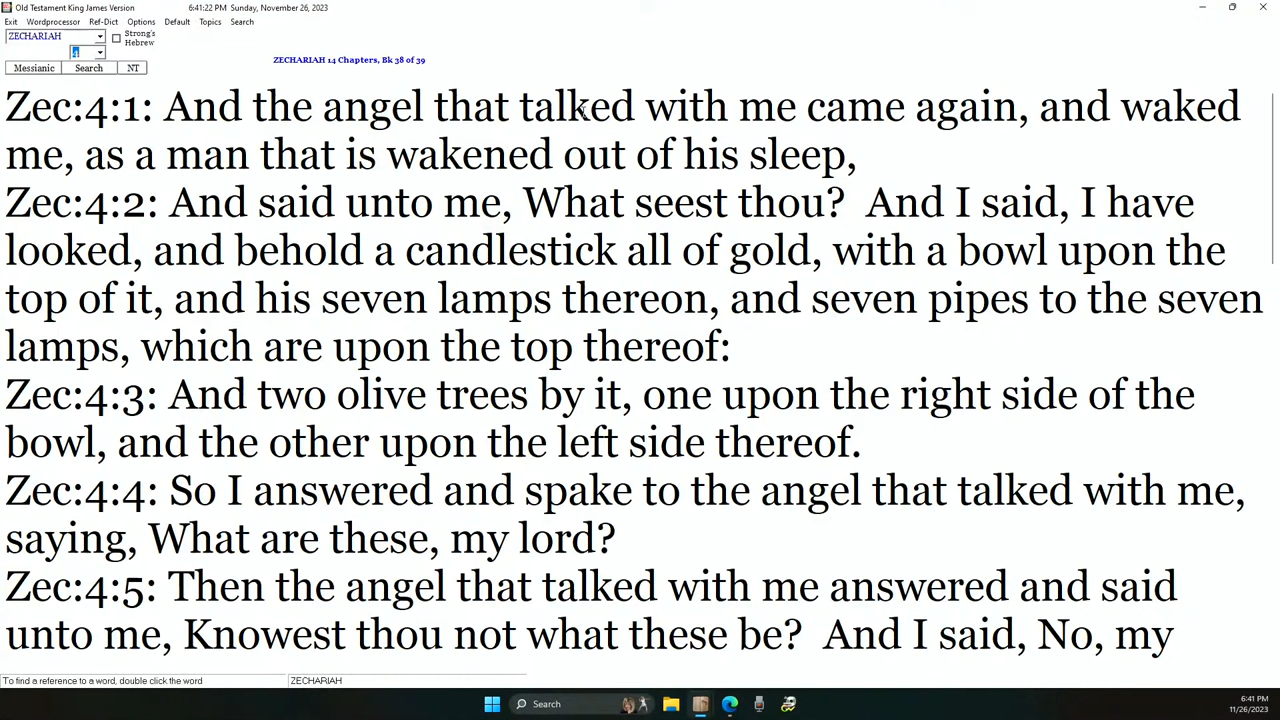 Old Testament King James Version 6:41:22 PM Sunday, November 26, 2023
Exit Wordprocessor Ref-Dict Options Default Topics Search
ZECHARIAH
Strong's
Hebrew
4
ZECHARIAH 14 Chapters, Bk 38 of 39
Messianic Search NT
Zec:4:1: And the angel that talked with me came again, and waked
me, as a man that is wakened out of his sleep,
Zec:4:2: And said unto me, What seest thou? And I said, I have
looked, and behold a candlestick all of gold, with a bowl upon the
top of it, and his seven lamps thereon, and seven pipes to the seven
lamps, which are upon the top thereof:
Zec:4:3: And two olive trees by it, one upon the right side of the
bowl, and the other upon the left side thereof.
Zec:4:4: So I answered and spake to the angel that talked with me,
saying, What are these, my lord?
Zec:4:5: Then the angel that talked with me answered and said
unto me, Knowest thou not what these be? And I said, No, my
To find a reference to a word, double click the word ZECHARIAH
Search
6:41 PM
11/26/2023